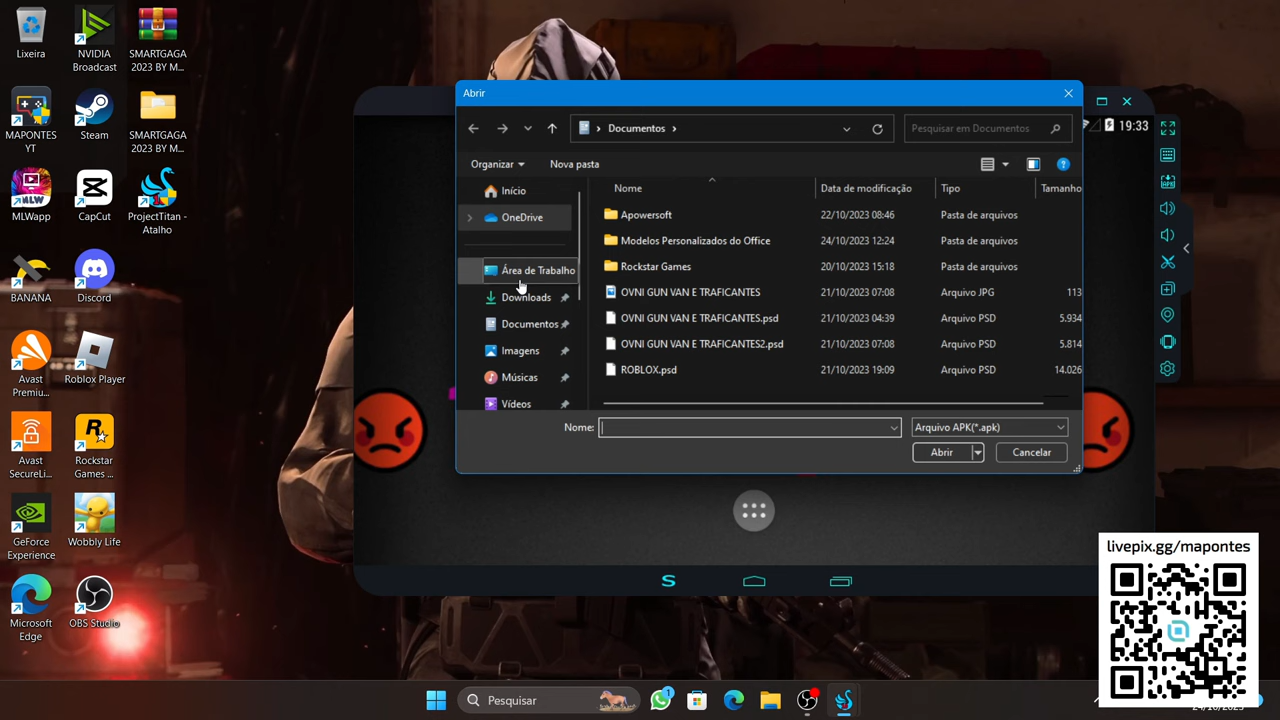 Lixeira
NVIDIA
Broadcast
SMARTGAGA
2023 BY M...
MAPONTES
YT
Steam
SMARTGAGA
2023 BY M...
MLWapp
CapCut
ProjectTitan -
Atalho
BANANA
Discord
Avast
Premiu...
Roblox Player
Avast
SecureLi...
Rockstar
Games ...
GeForce
Experience
Wobbly Life
Microsoft
Edge
OBS Studio
19:33
Abrir
Documentos
Pesquisar em Documentos
Organizar
Nova pasta
Início
OneDrive
Área de Trabalho
Downloads
Documentos
Imagens
Músicas
Vídeos
Nome Data de modificação Tipo Tamanho
Apowersoft 22/10/2023 08:46 Pasta de arquivos
Modelos Personalizados do Office 24/10/2023 12:24 Pasta de arquivos
Rockstar Games 20/10/2023 15:18 Pasta de arquivos
OVNI GUN VAN E TRAFICANTES 21/10/2023 07:08 Arquivo JPG 113
OVNI GUN VAN E TRAFICANTES.psd 21/10/2023 04:39 Arquivo PSD 5.934
OVNI GUN VAN E TRAFICANTES2.psd 21/10/2023 07:08 Arquivo PSD 5.814
ROBLOX.psd 21/10/2023 19:09 Arquivo PSD 14.026
Nome:
Arquivo APK(*.apk)
Abrir
Cancelar
livepix.gg/mapontes
Pesquisar
1